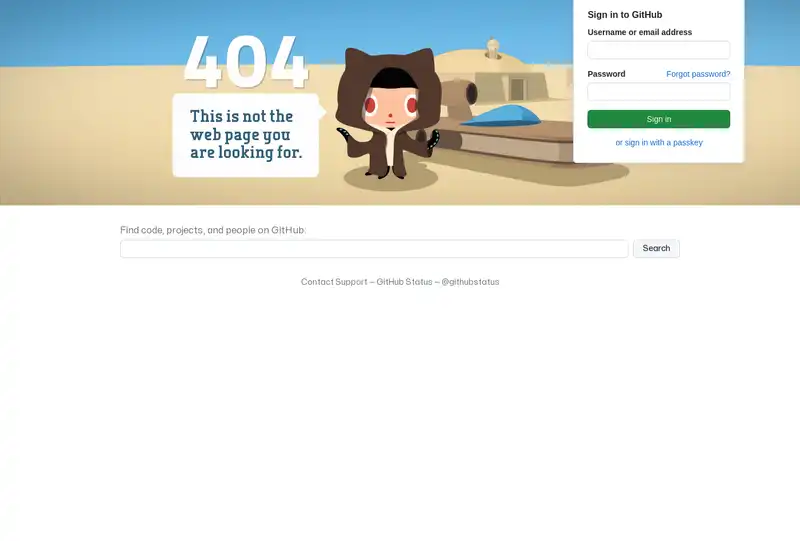 404
This is not the
web page you
are looking for.
Sign in to GitHub
Username or email address
Password Forgot password?
Sign in
or sign in with a passkey
Find code, projects, and people on GitHub:
Search
Contact Support — GitHub Status — @githubstatus